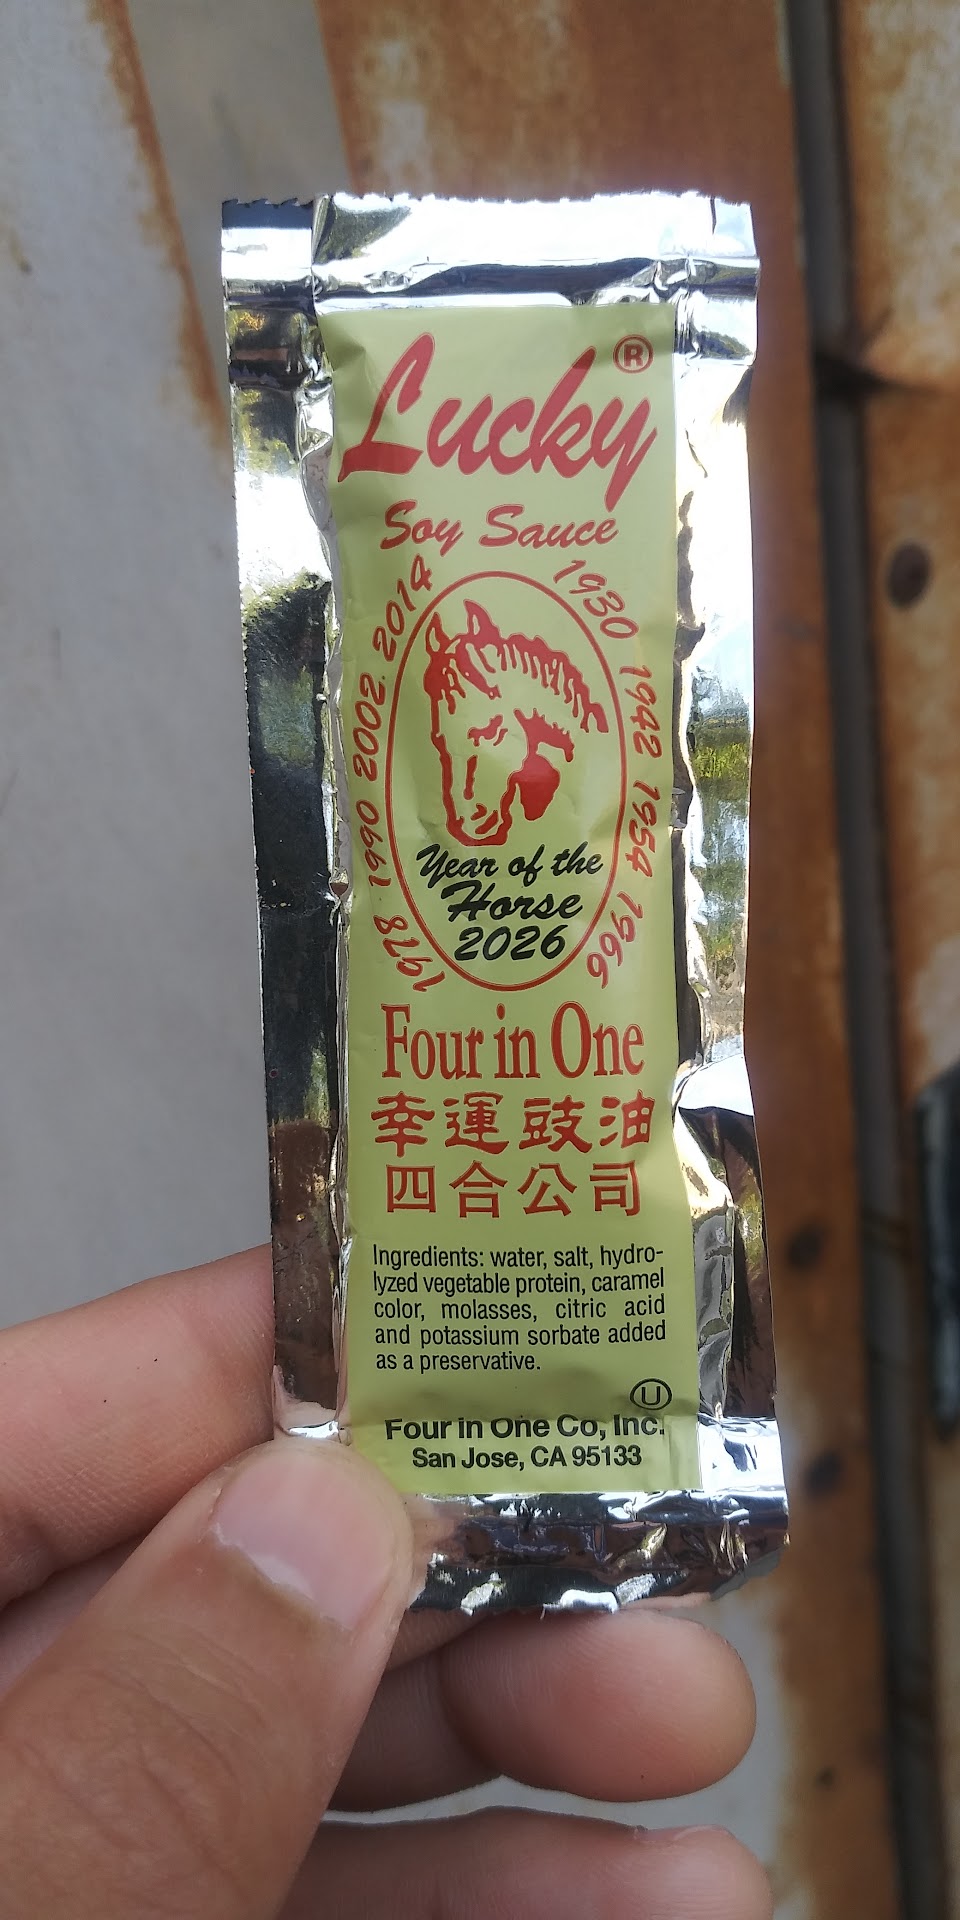 Lucky®
Soy Sauce
1930 1942 1954 1966
1978 1990 2002 2014
Year of the
Horse
2026
Four in One
幸運豉油
四合公司
Ingredients: water, salt, hydro-
lyzed vegetable protein, caramel
color, molasses, citric acid
and potassium sorbate added
as a preservative.
U
Four in One Co, Inc.
San Jose, CA 95133